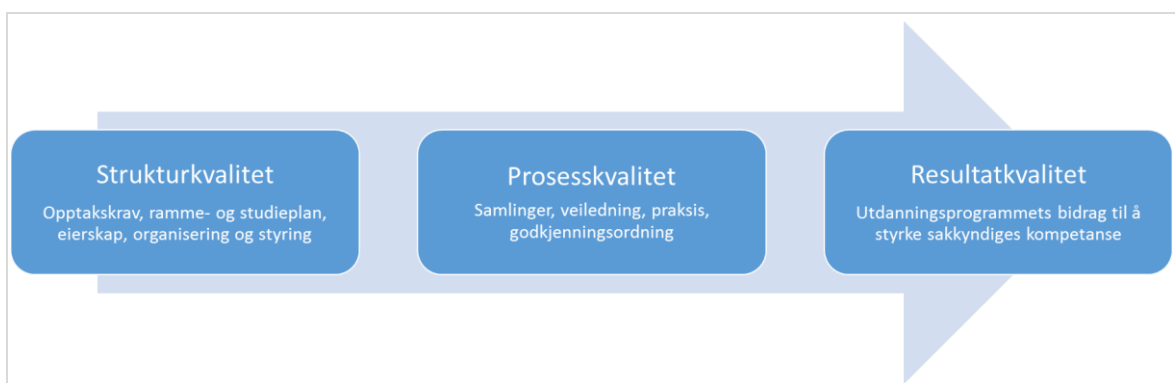 Strukturkvalitet
Opptakskrav, ramme- og studieplan,
eierskap, organisering og styring
Prosesskvalitet
Samlinger, veiledning, praksis,
godkjenningsordning
Resultatkvalitet
Utdanningsprogrammets bidrag til å
styrke sakkyndiges kompetanse